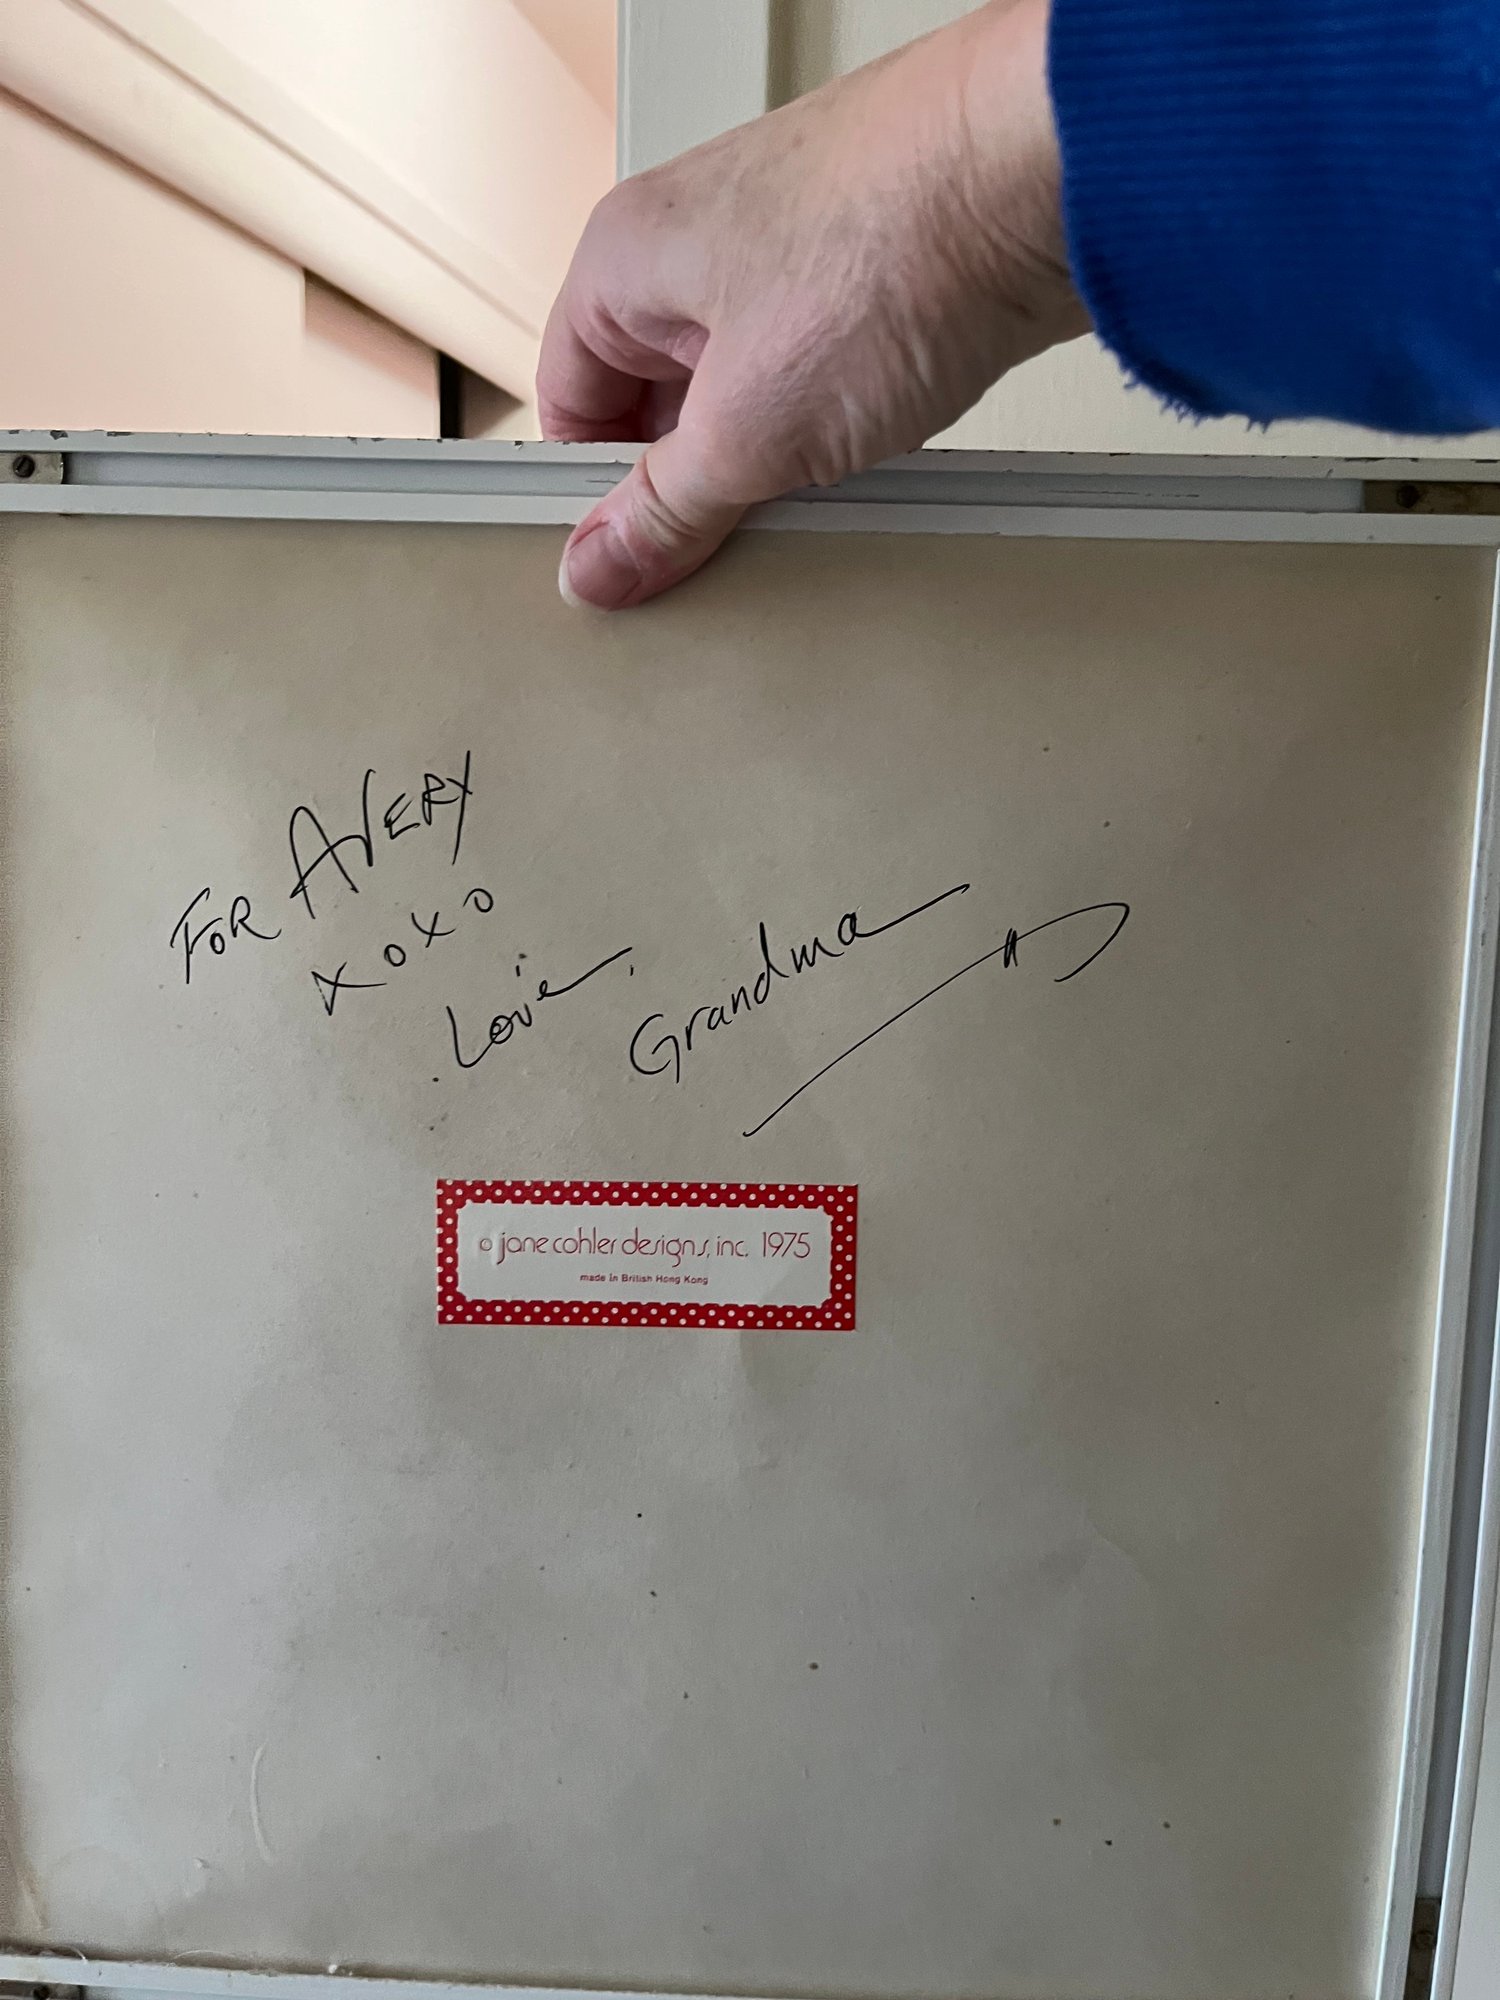 FOR AVERY
XOXO
Love,
Grandma
© jane cohler designs, inc. 1975
made in British Hong Kong